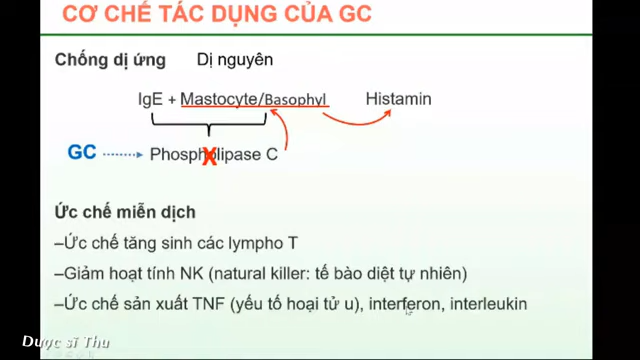 CƠ CHẾ TÁC DỤNG CỦA GC
Chống dị ứng Dị nguyên
IgE + Mastocyte/Basophyl Histamin
GC Phospholipase C
X
Ức chế miễn dịch
–Ức chế tăng sinh các lympho T
–Giảm hoạt tính NK (natural killer: tế bào diệt tự nhiên)
–Ức chế sản xuất TNF (yếu tố hoại tử u), interferon, interleukin
Dược sĩ Thu